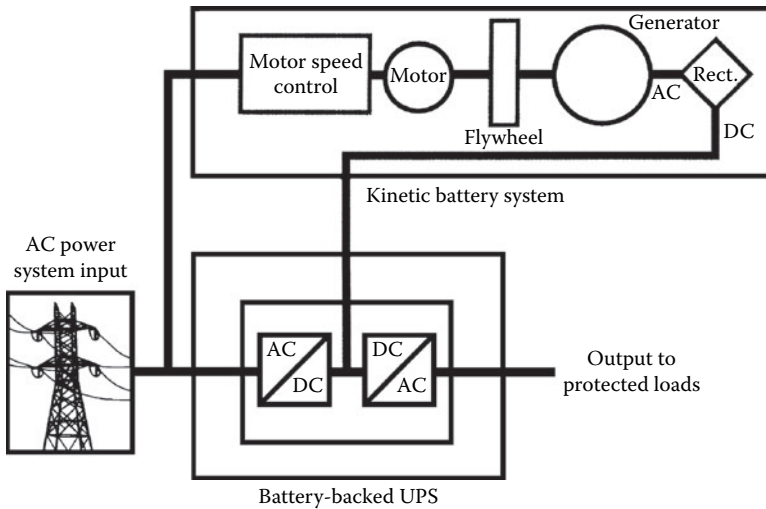 Generator
Motor speed
control
Motor
Rect.
AC
DC
Flywheel
Kinetic battery system
AC power
system input
AC
DC
DC
AC
Output to
protected loads
Battery-backed UPS